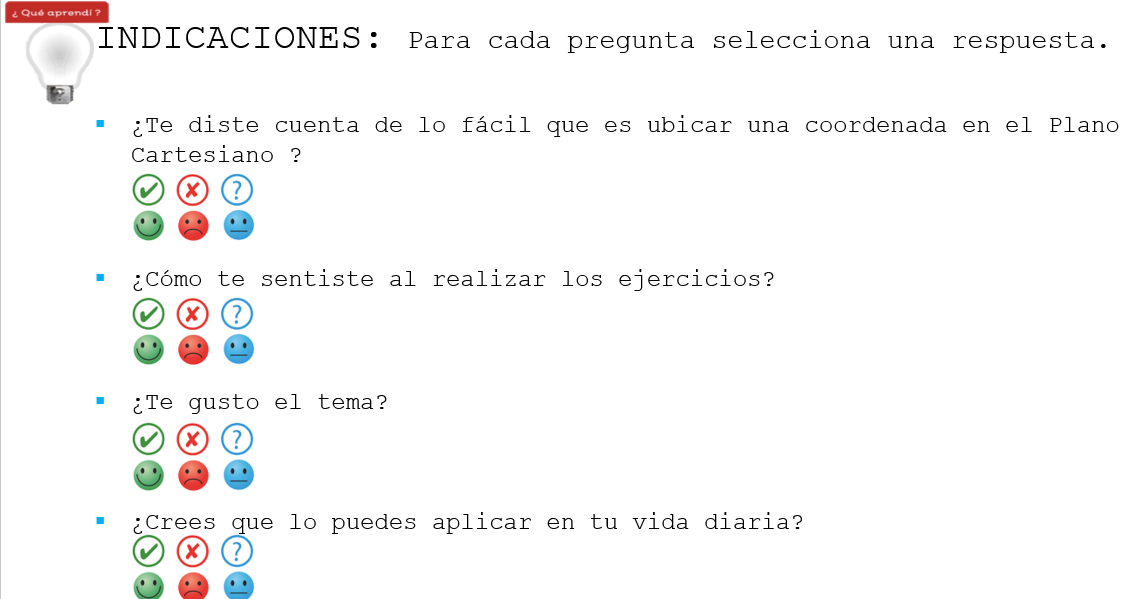 ¿ Qué aprendí ?
INDICACIONES: Para cada pregunta selecciona una respuesta.
¿Te diste cuenta de lo fácil que es ubicar una coordenada en el Plano
Cartesiano ?
?
¿Cómo te sentiste al realizar los ejercicios?
?
¿Te gusto el tema?
?
¿Crees que lo puedes aplicar en tu vida diaria?
?